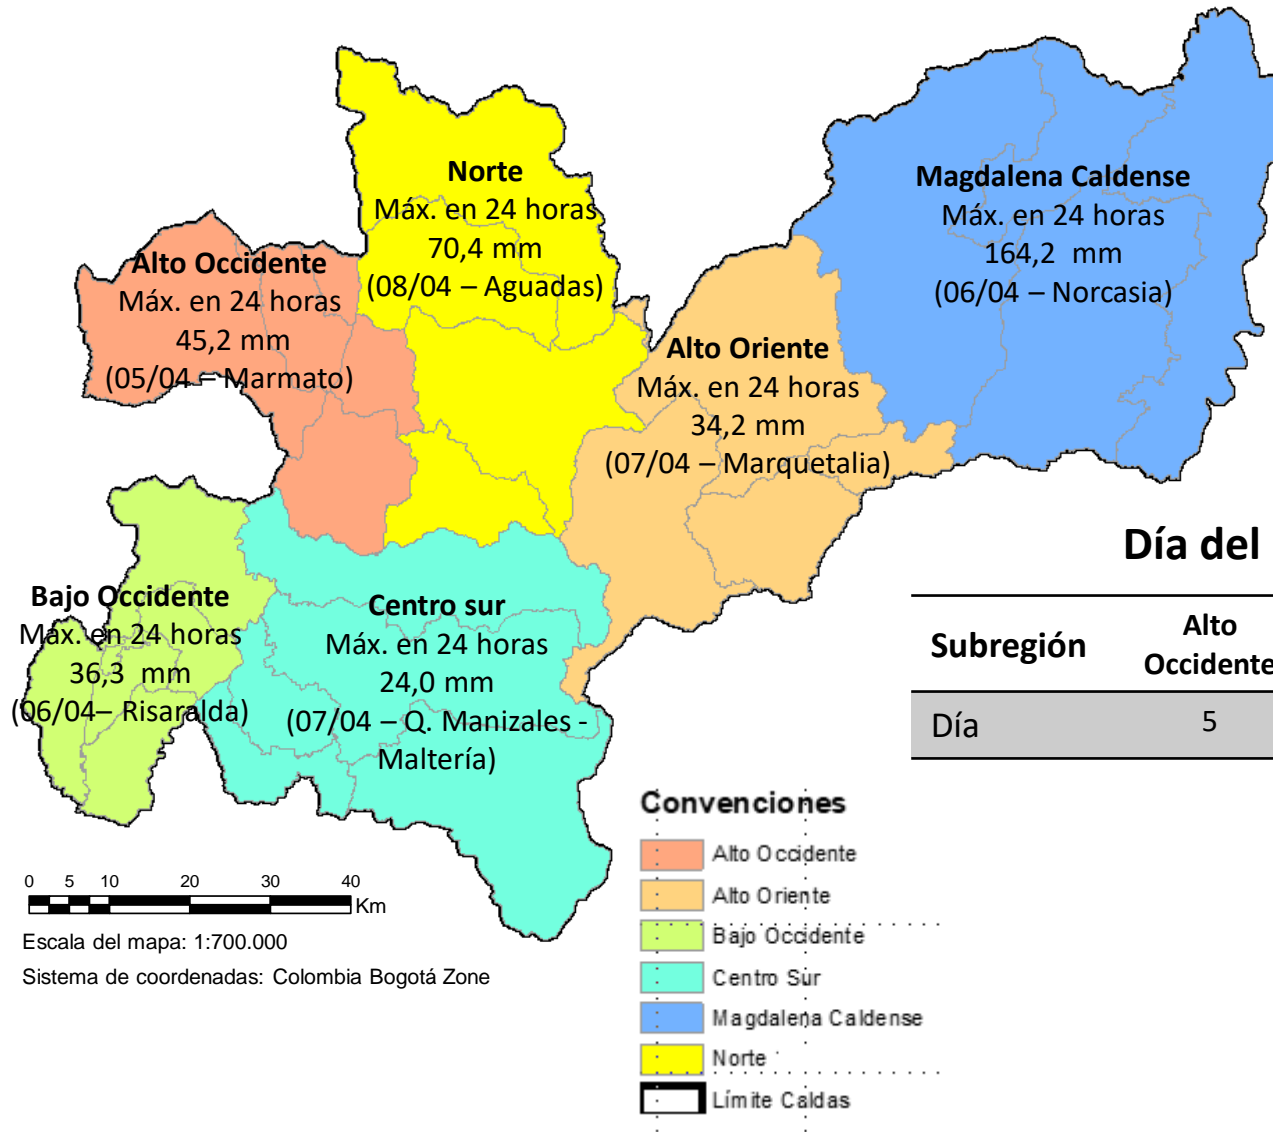 Norte
Máx. en 24 horas
70,4 mm
(08/04 – Aguadas)
Magdalena Caldense
Máx. en 24 horas
164,2  mm
(06/04 – Norcasia)
Alto Occidente
Máx. en 24 horas
45,2 mm
(05/04 – Marmato)
Alto Oriente
Máx. en 24 horas
34,2 mm
(07/04 – Marquetalia)
Bajo Occidente
Máx. en 24 horas
36,3  mm
(06/04– Risaralda)
Centro sur
Máx. en 24 horas
24,0 mm
(07/04 – Q. Manizales -
Maltería)
Día del
Subregión
Alto
Occidente
Día
5
Convenciones
Alto Occidente
Alto Oriente
Bajo Occidente
Centro Sur
Magdalena Caldense
Norte
Límite Caldas
0 5 10 20 30 40
Km
Escala del mapa: 1:700.000
Sistema de coordenadas: Colombia Bogotá Zone